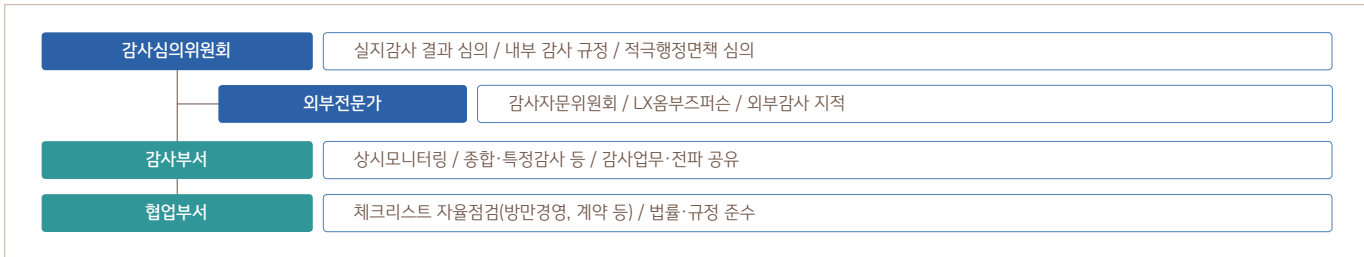 감사심의위원회
실지감사 결과 심의 / 내부 감사 규정 / 적극행정면책 심의
외부전문가
감사자문위원회 / LX옴부즈퍼슨 / 외부감사 지적
감사부서
상시모니터링 / 종합·특정감사 등 / 감사업무·전파 공유
협업부서
체크리스트 자율점검(방만경영, 계약 등) / 법률·규정 준수